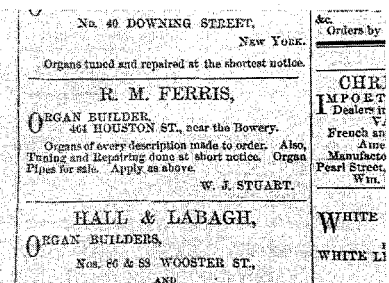 No. 40 DOWNING STREET,
NEW YORK.
Organs tuned and repaired at the shortest notice.
R. M. FERRIS,
ORGAN BUILDER,
464 HOUSTON ST., near the Bowery.
Organs of every description made to order. Also,
Tuning and Repairing done at short notice. Organ
Pipes for sale. Apply as above.
W. J. STUART.
HALL & LABAGH,
ORGAN BUILDERS,
Nos. 86 & 88 WOOSTER ST.,
AND
&c.
Orders by
CHRI
IMPORT
Dealers in
VA
French an
Ame
Manufacto
Pearl Street,
Wm.
WHITE
WHITE LE